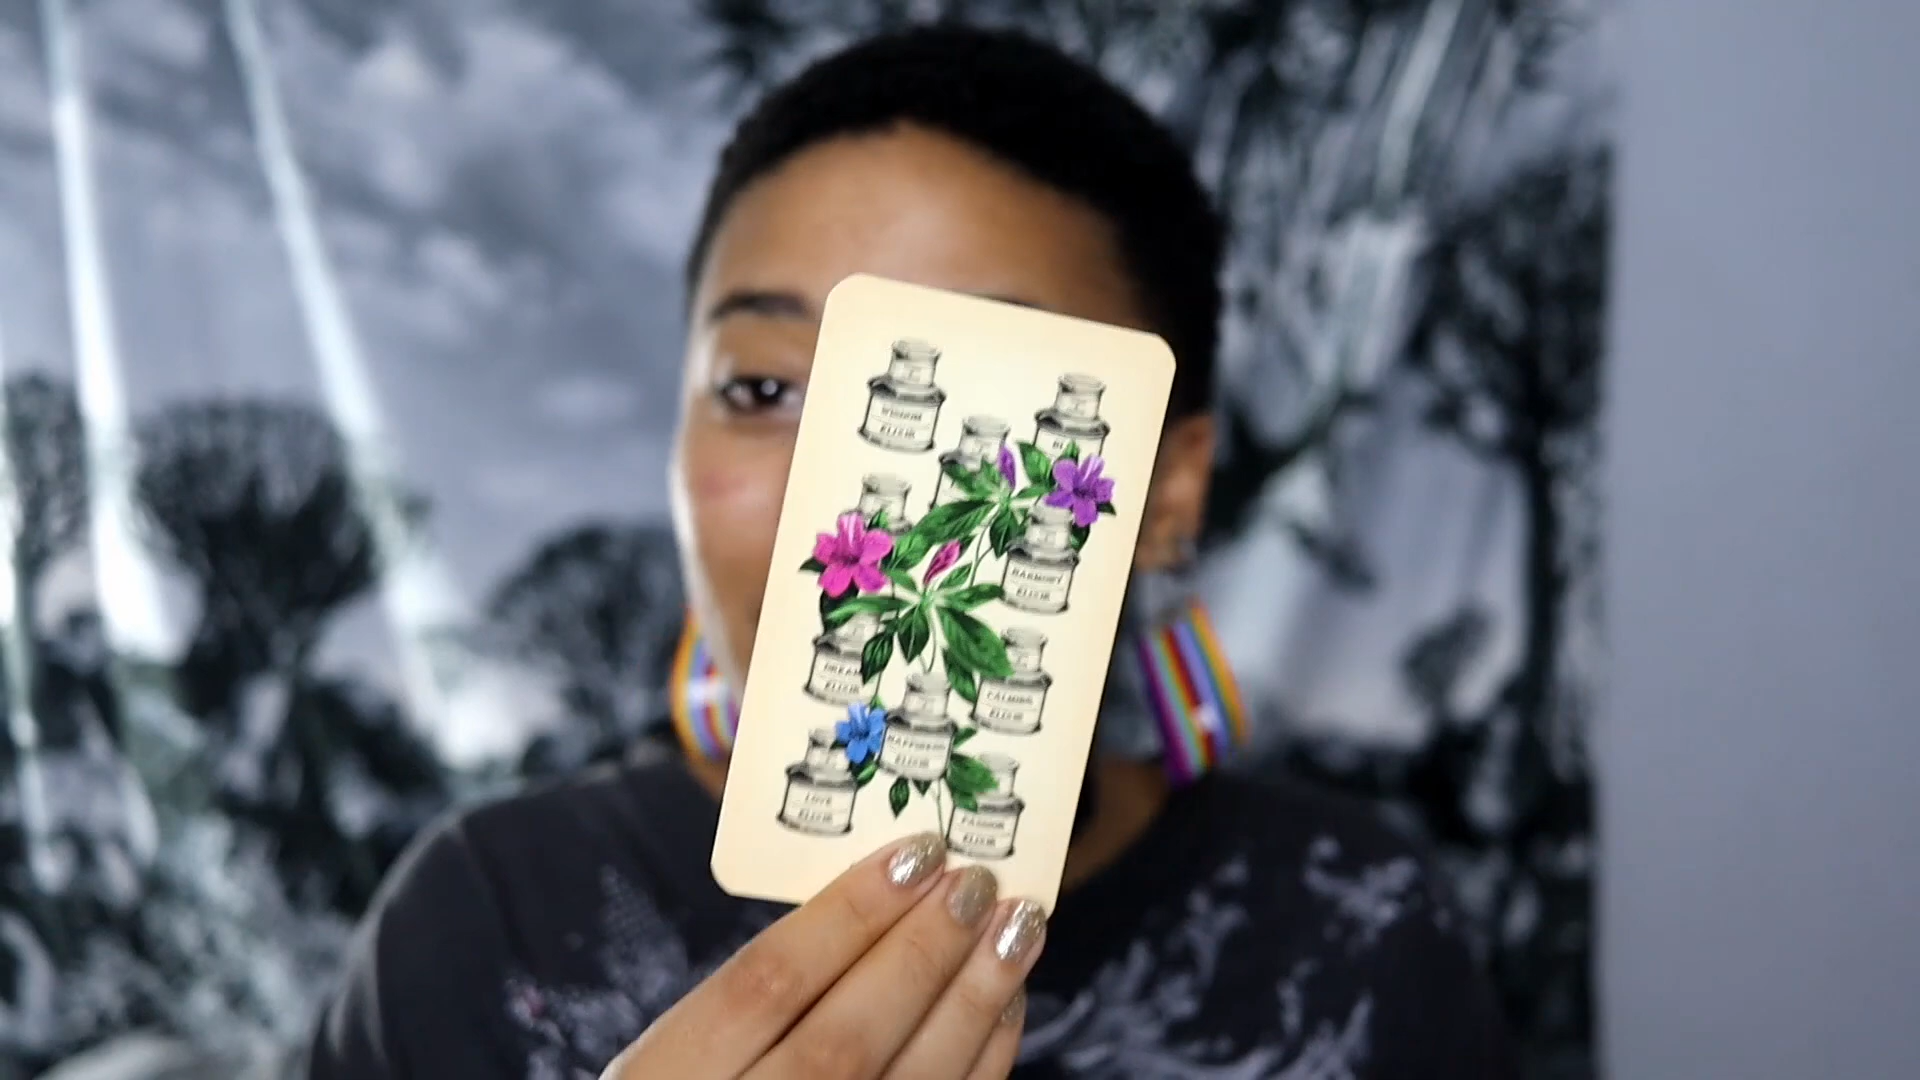 WISDOM
ELIXIR
HARMONY
ELIXIR
DREAM
ELIXIR
CALMING
ELIXIR
HAPPINESS
ELIXIR
LOVE
ELIXIR
PASSION
ELIXIR